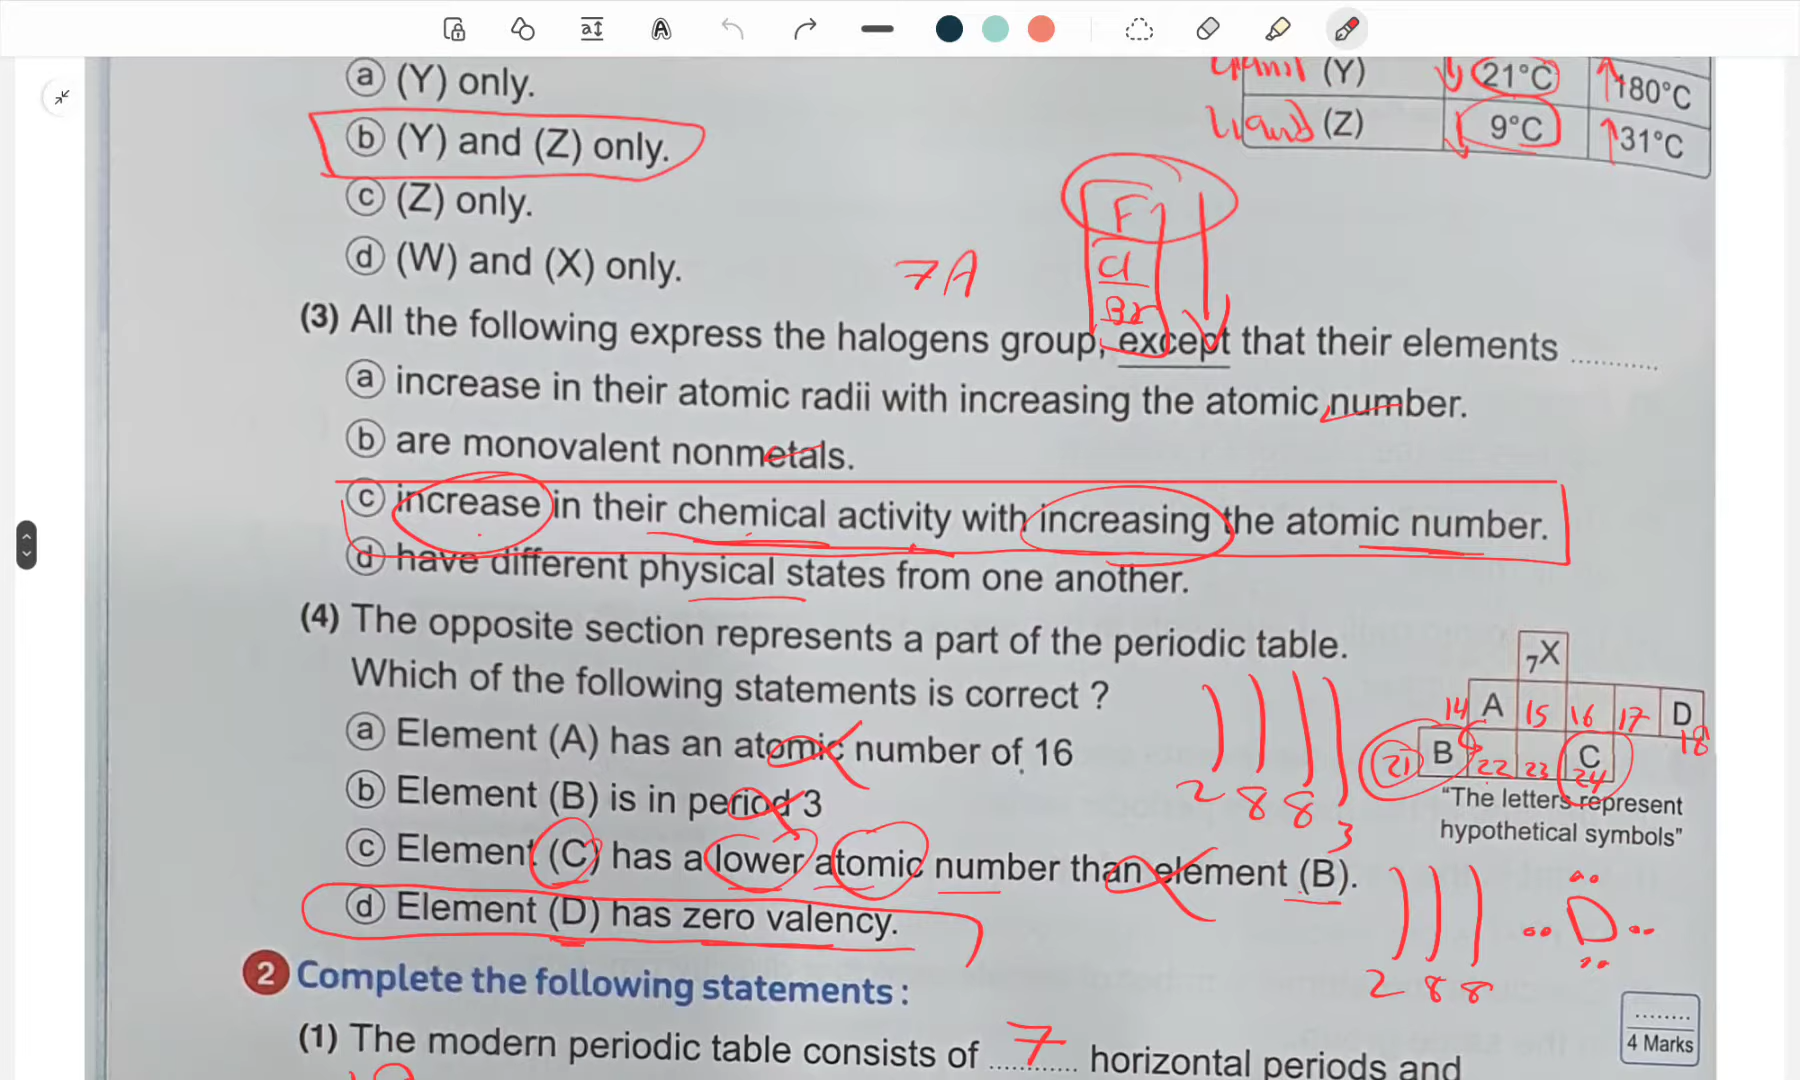 a (Y) only.
b (Y) and (Z) only.
c (Z) only.
d (W) and (X) only.
(Y) 21°C 180°C
(Z) 9°C 31°C
7A
F
Cl
Br
(3) All the following express the halogens group, except that their elements ............
a increase in their atomic radii with increasing the atomic number.
b are monovalent nonmetals.
c increase in their chemical activity with increasing the atomic number.
d have different physical states from one another.
(4) The opposite section represents a part of the periodic table.
Which of the following statements is correct ?
a Element (A) has an atomic number of 16
b Element (B) is in period 3
c Element (C) has a lower atomic number than element (B).
d Element (D) has zero valency.
7X
14 A 15 16 17 D 18
21 B 22 23 C 24
"The letters represent
hypothetical symbols"
2 8 8 3
D
2 8 8
2 Complete the following statements :
........
4 Marks
(1) The modern periodic table consists of ...7... horizontal periods and